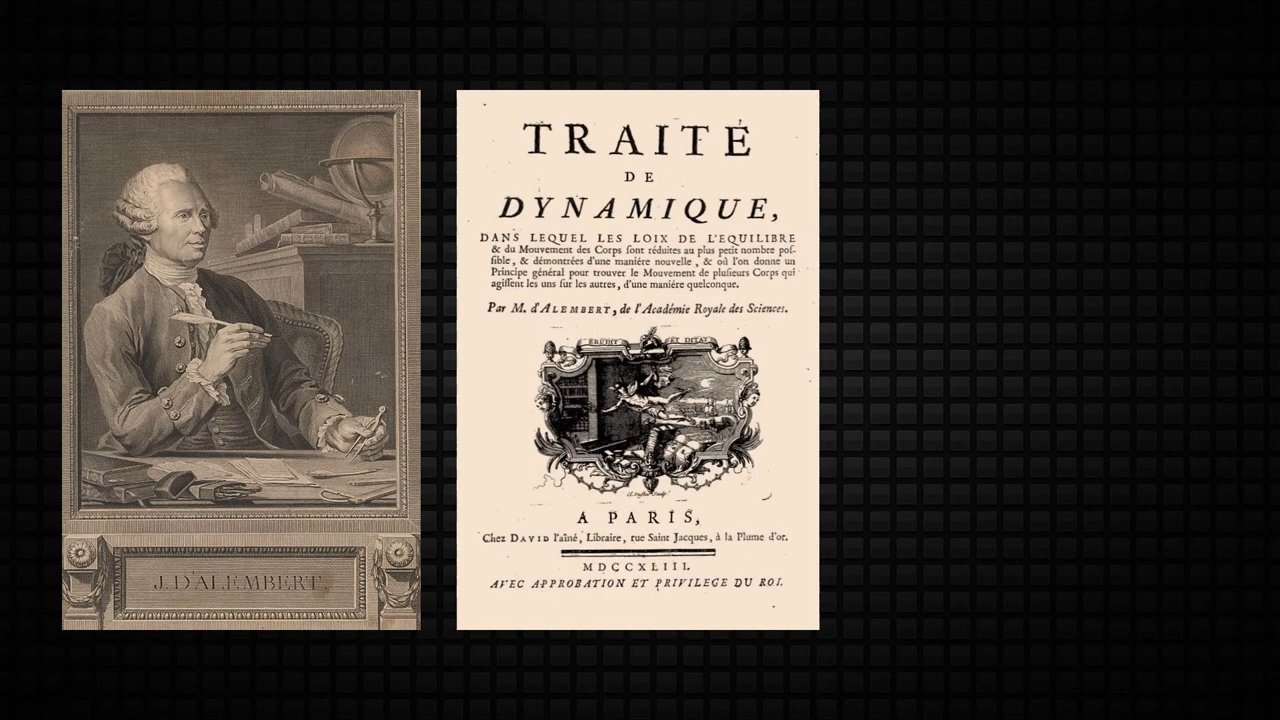 J. D'ALEMBERT.
TRAITÉ
DE
DYNAMIQUE,
DANS LEQUEL LES LOIX DE L'EQUILIBRE
& du Mouvement des Corps sont réduites au plus petit nombre pos-
sible, & démontrées d'une maniére nouvelle, & où l'on donne un
Principe général pour trouver le Mouvement de plusieurs Corps qui
agissent les uns sur les autres, d'une maniére quelconque.
Par M. d'ALEMBERT, de l'Académie Royale des Sciences.
ERUDIT ET DITAT
A PARIS,
Chez DAVID l'aîné, Libraire, rue Saint Jacques, à la Plume d'or.
MDCCXLIII.
AVEC APPROBATION ET PRIVILEGE DU ROI.